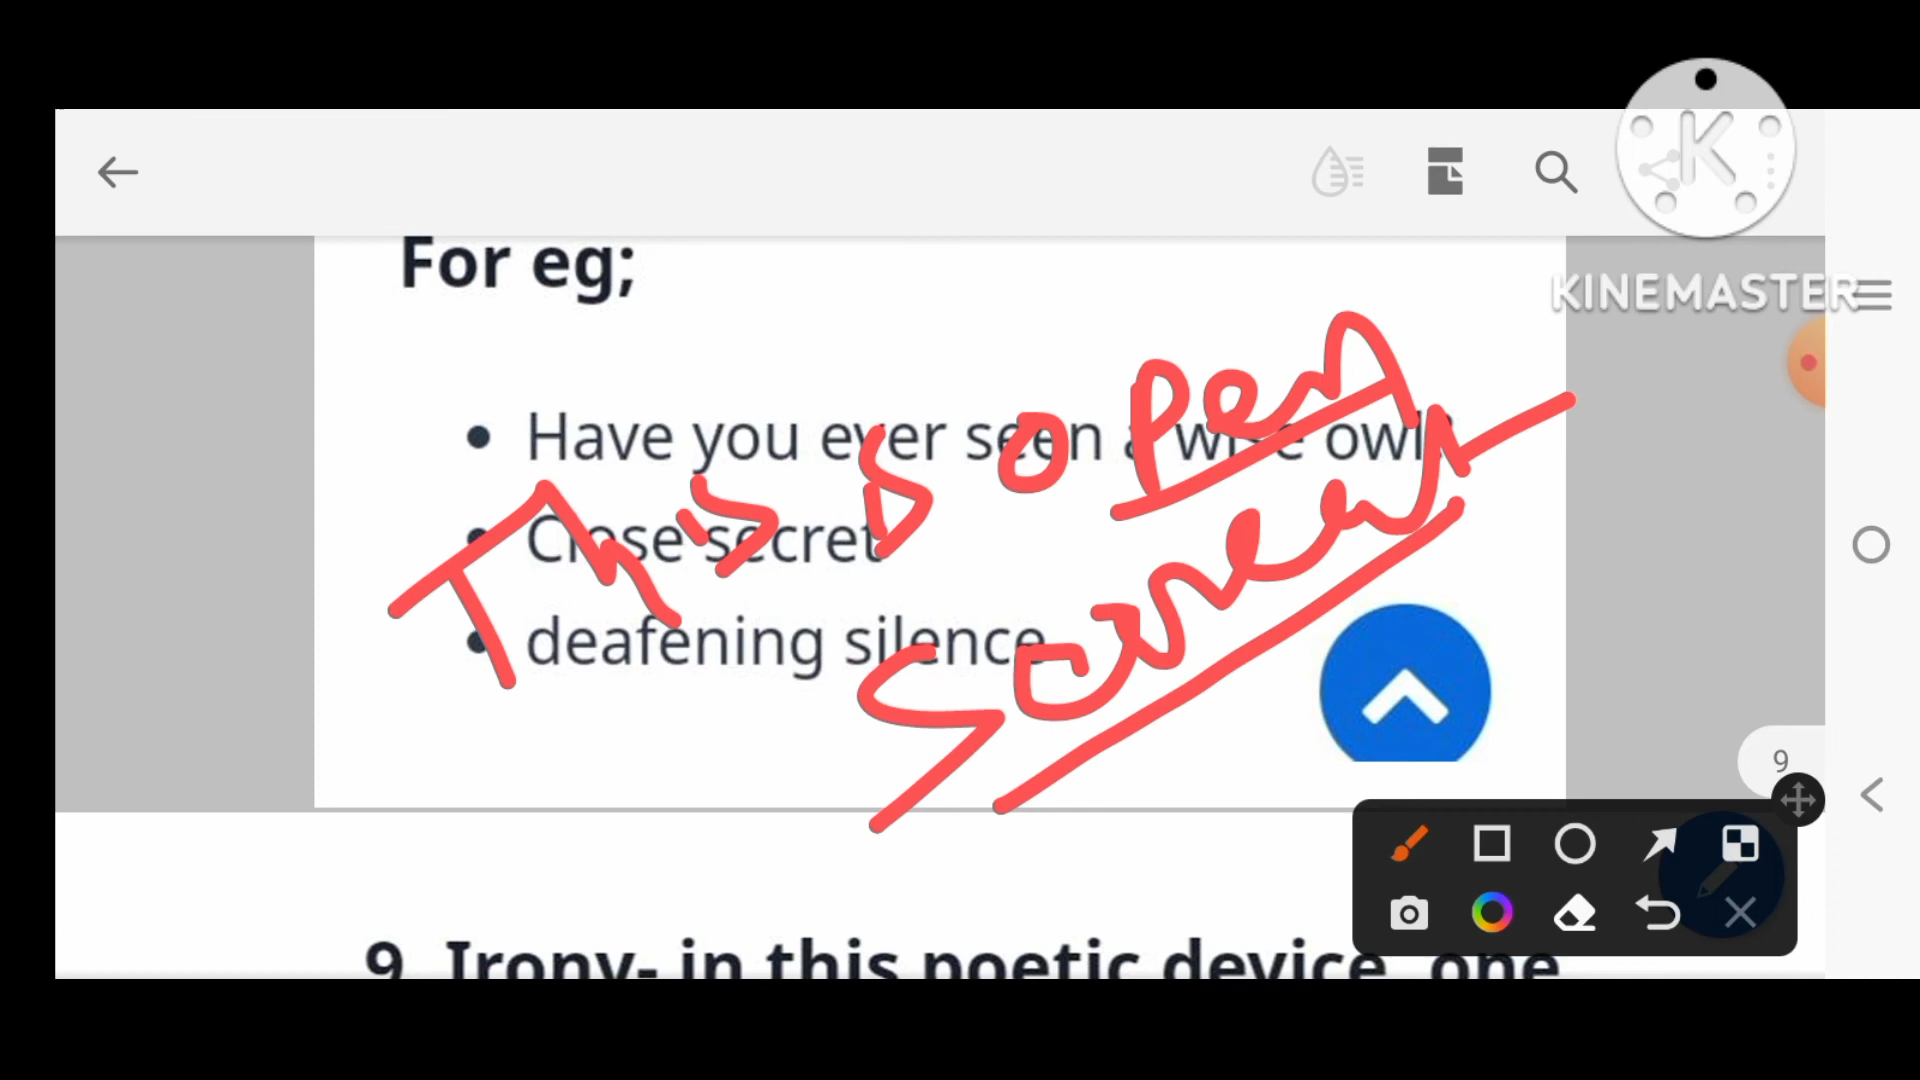 K
KINEMASTER
For eg;
Have you ever seen a wise owl?
Close secret
deafening silence
This is open
secret
9
9 Irony- in this poetic device, one